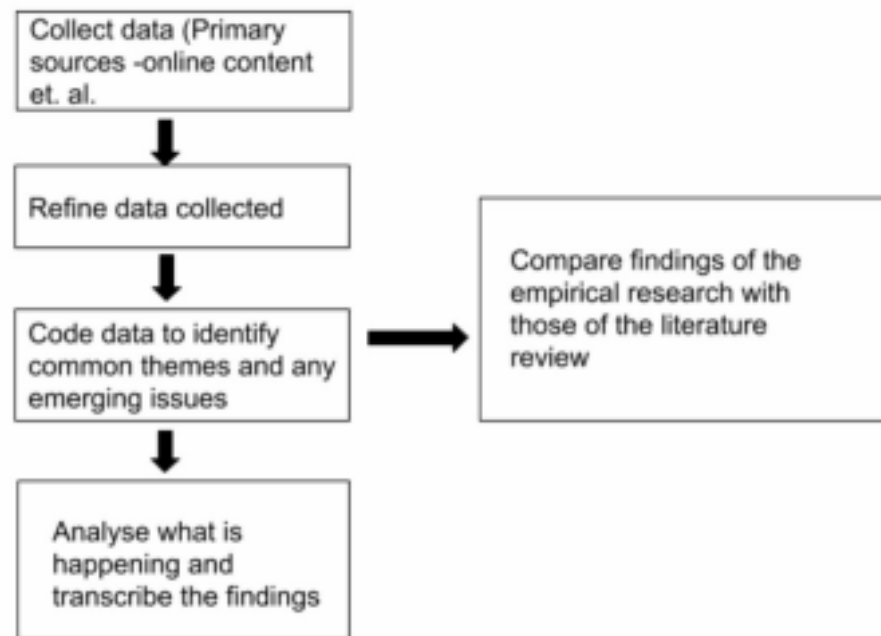 Collect data (Primary
sources -online content
et. al.
Refine data collected
Code data to identify
common themes and any
emerging issues
Compare findings of the
empirical research with
those of the literature
review
Analyse what is
happening and
transcribe the findings